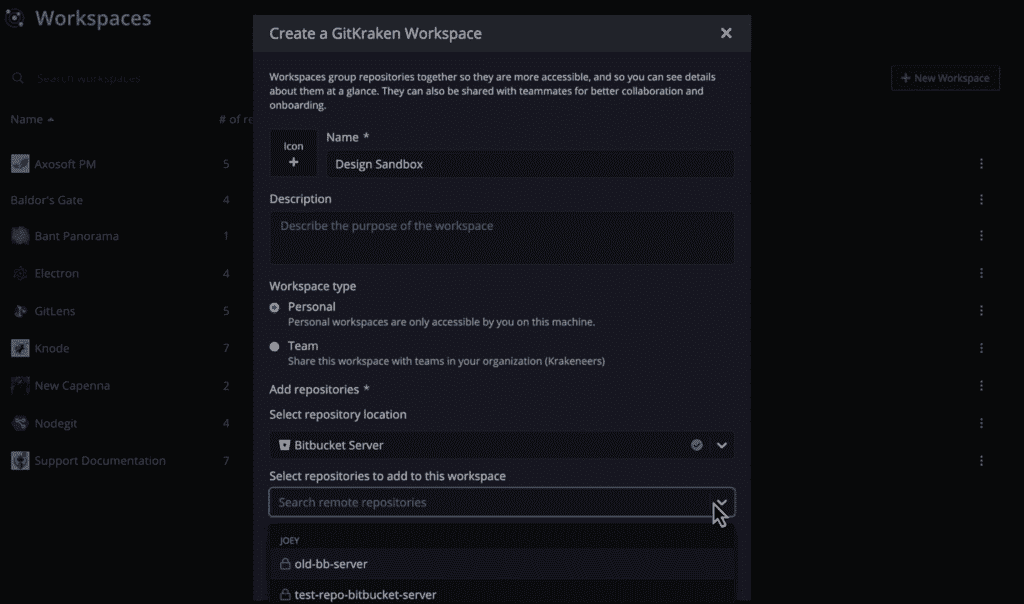 Workspaces
Search workspaces
New Workspace
Name
# of re
Axosoft PM 5
Baldor's Gate 4
Bant Panorama 1
Electron 4
GitLens 5
Knode 7
New Capenna 2
Nodegit 4
Support Documentation 7
Create a GitKraken Workspace
Workspaces group repositories together so they are more accessible, and so you can see details
about them at a glance. They can also be shared with teammates for better collaboration and
onboarding.
Icon
Name *
Design Sandbox
Description
Describe the purpose of the workspace
Workspace type
Personal
Personal workspaces are only accessible by you on this machine.
Team
Share this workspace with teams in your organization (Krakeneers)
Add repositories *
Select repository location
Bitbucket Server
Select repositories to add to this workspace
Search remote repositories
JOEY
old-bb-server
test-repo-bitbucket-server